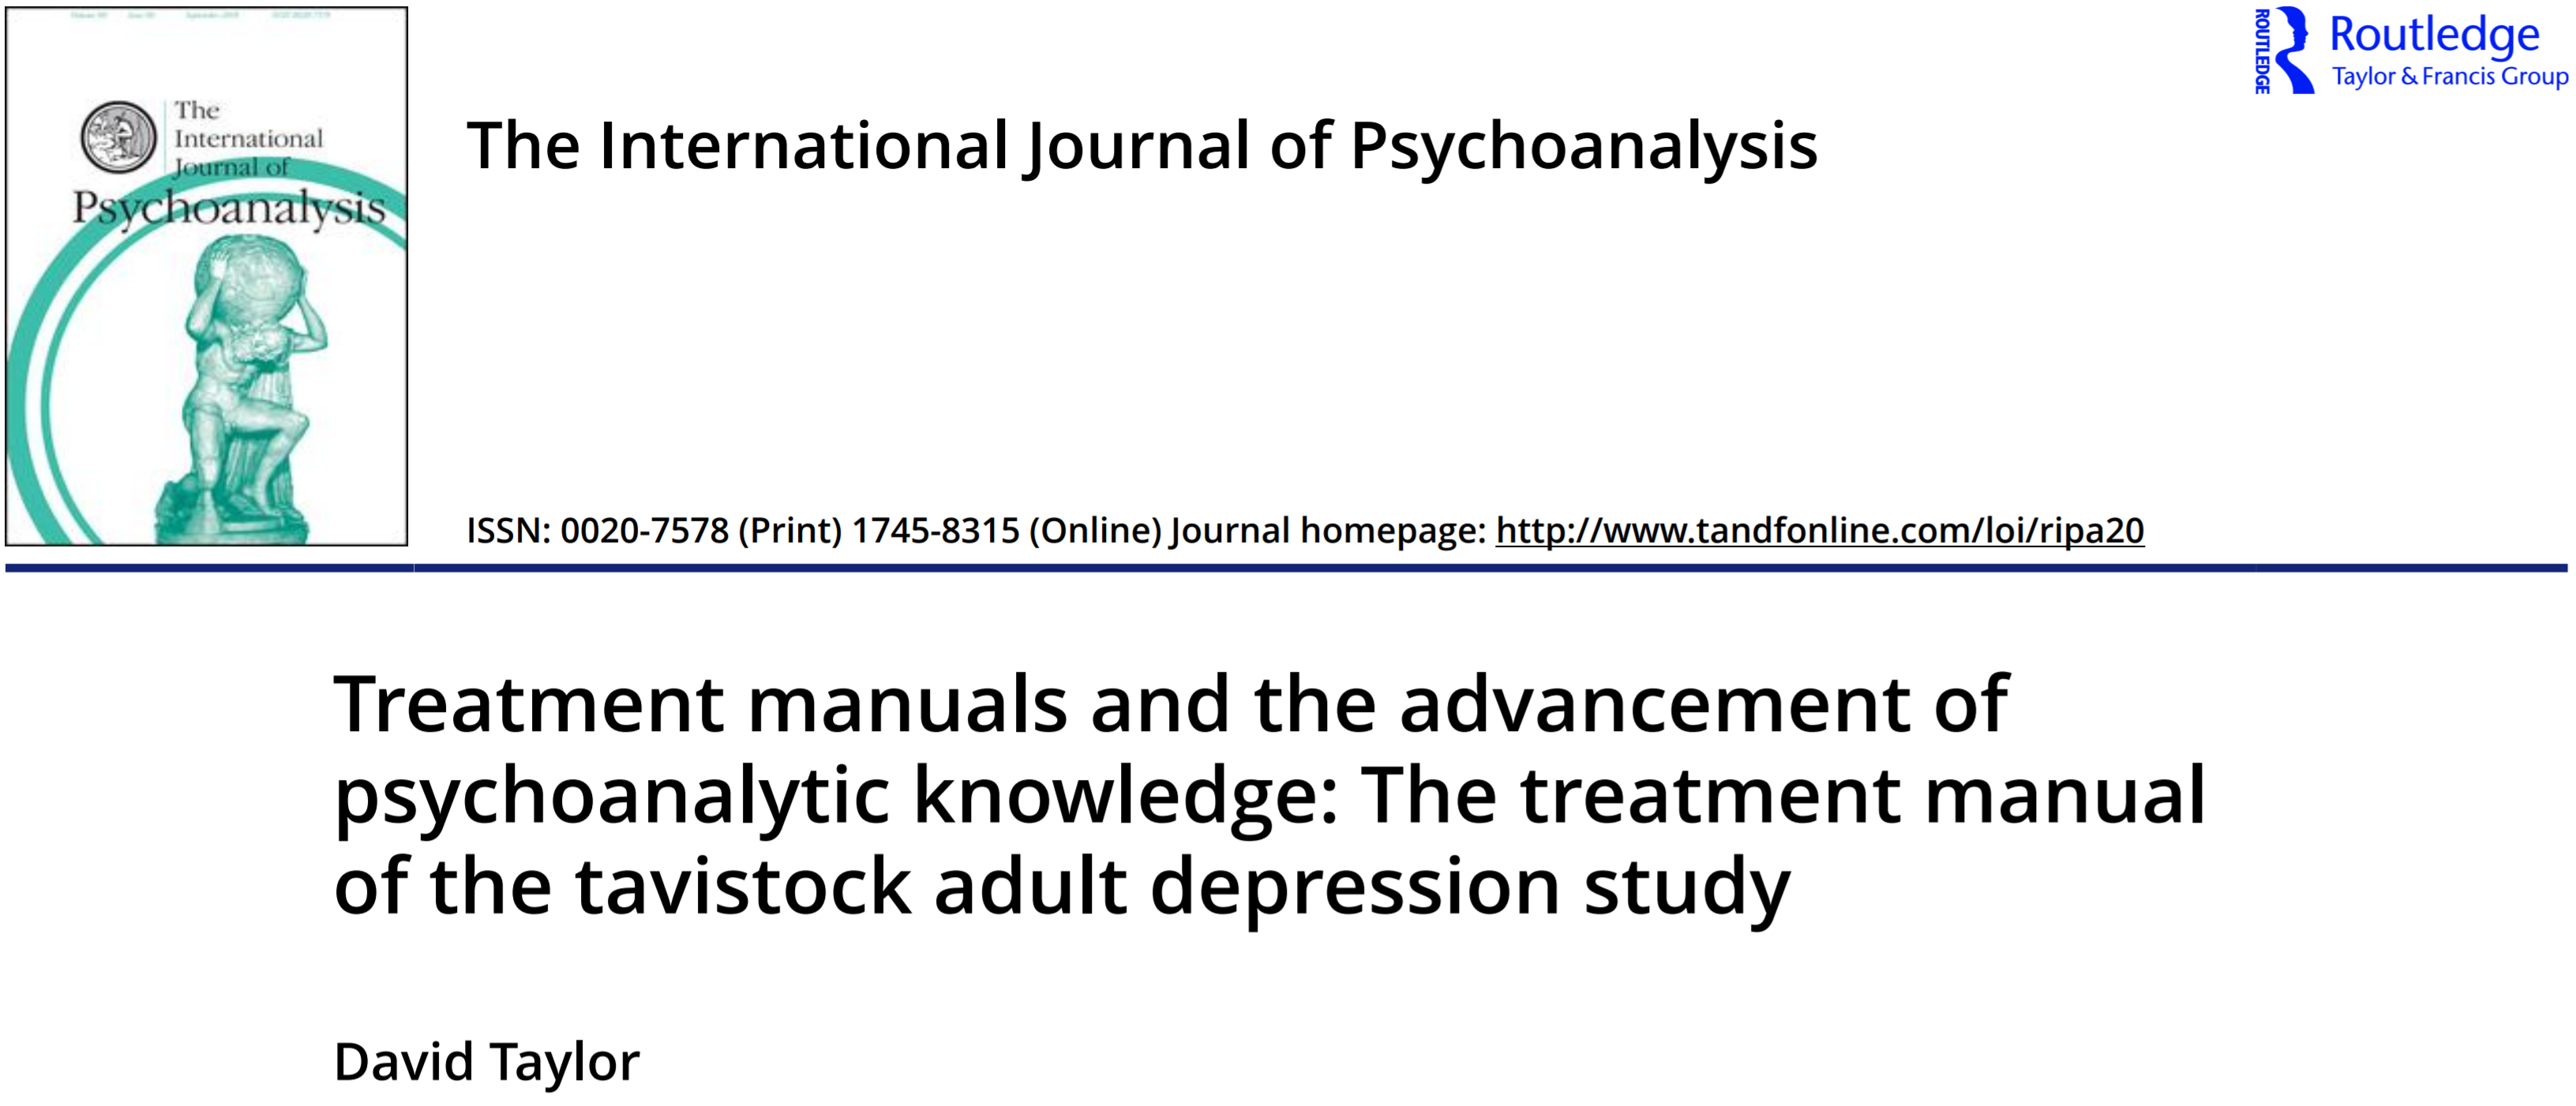 The
International
Journal of
Psychoanalysis
ROUTLEDGE
Routledge
Taylor & Francis Group
The International Journal of Psychoanalysis
ISSN: 0020-7578 (Print) 1745-8315 (Online) Journal homepage: http://www.tandfonline.com/loi/ripa20
Treatment manuals and the advancement of
psychoanalytic knowledge: The treatment manual
of the tavistock adult depression study
David Taylor